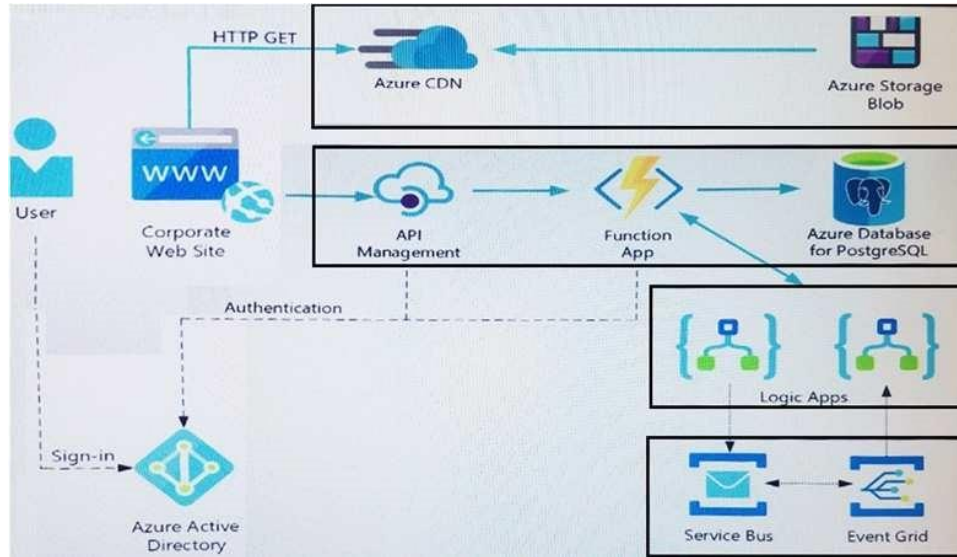 HTTP GET
Azure CDN
Azure Storage
Blob
WWW
User
Corporate
Web Site
API
Management
Function
App
Azure Database
for PostgreSQL
Authentication
Logic Apps
Sign-in
Azure Active
Directory
Service Bus
Event Grid